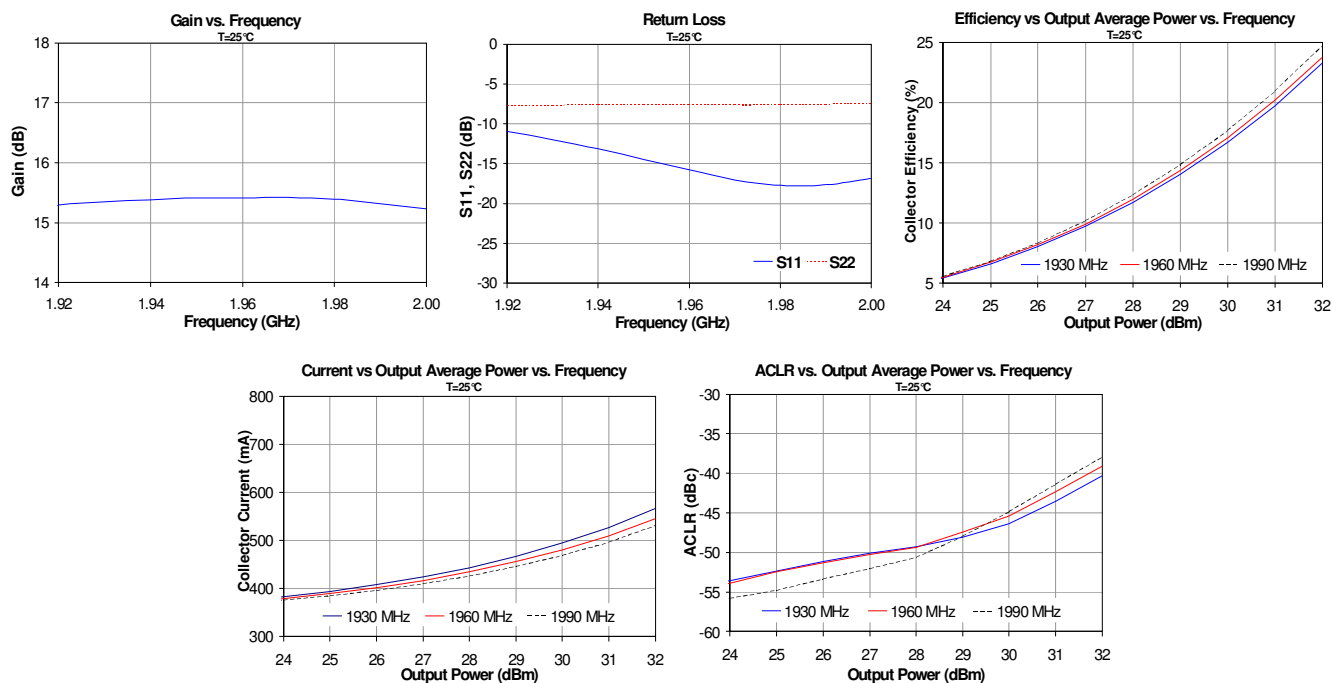 Gain vs. Frequency
T=25°C
18
17
16
15
14
Gain (dB)
1.92
1.94
1.96
1.98
2.00
Frequency (GHz)
Return Loss
T=25°C
0
-5
-10
-15
-20
-25
-30
S11, S22 (dB)
S11
S22
1.92
1.94
1.96
1.98
2.00
Frequency (GHz)
Efficiency vs Output Average Power vs. Frequency
T=25°C
25
20
15
10
5
Collector Efficiency (%)
1930 MHz
1960 MHz
1990 MHz
24
25
26
27
28
29
30
31
32
Output Power (dBm)
Current vs Output Average Power vs. Frequency
T=25°C
800
700
600
500
400
300
Collector Current (mA)
1930 MHz
1960 MHz
1990 MHz
24
25
26
27
28
29
30
31
32
Output Power (dBm)
ACLR vs. Output Average Power vs. Frequency
T=25°C
-30
-35
-40
-45
-50
-55
-60
ACLR (dBc)
1930 MHz
1960 MHz
1990 MHz
24
25
26
27
28
29
30
31
32
Output Power (dBm)